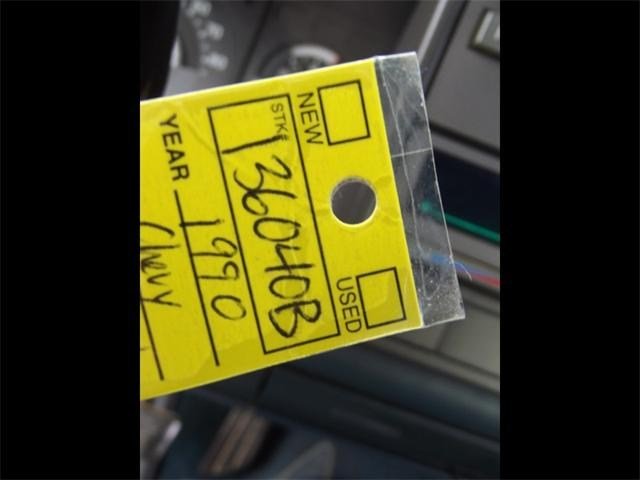 NEW USED
STK# 136040B
YEAR 1990
Chevy